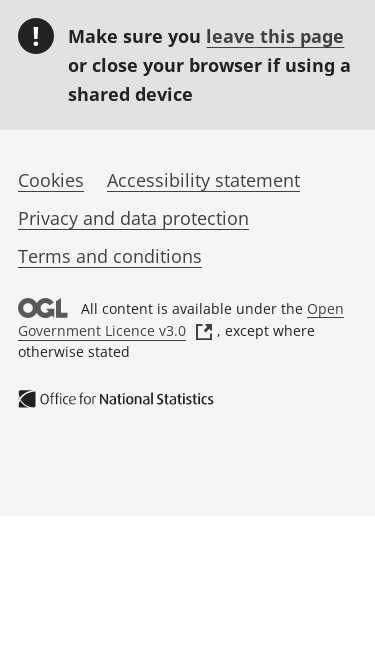 ! Make sure you leave this page
or close your browser if using a
shared device
Cookies Accessibility statement
Privacy and data protection
Terms and conditions
OGL All content is available under the Open
Government Licence v3.0 , except where
otherwise stated
Office for National Statistics